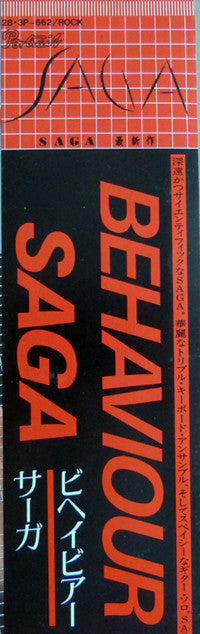 28・3P-662/ROCK
Portrait
SAGA
SAGA 最新作
深遠かつサイエンティフィックなSAGA。華麗なトリプル・キーボード・アンサンブル、そしてスペイシーなギター・ソロ。SA
BEHAVIOUR
SAGA
ビヘイビアー
サーガ